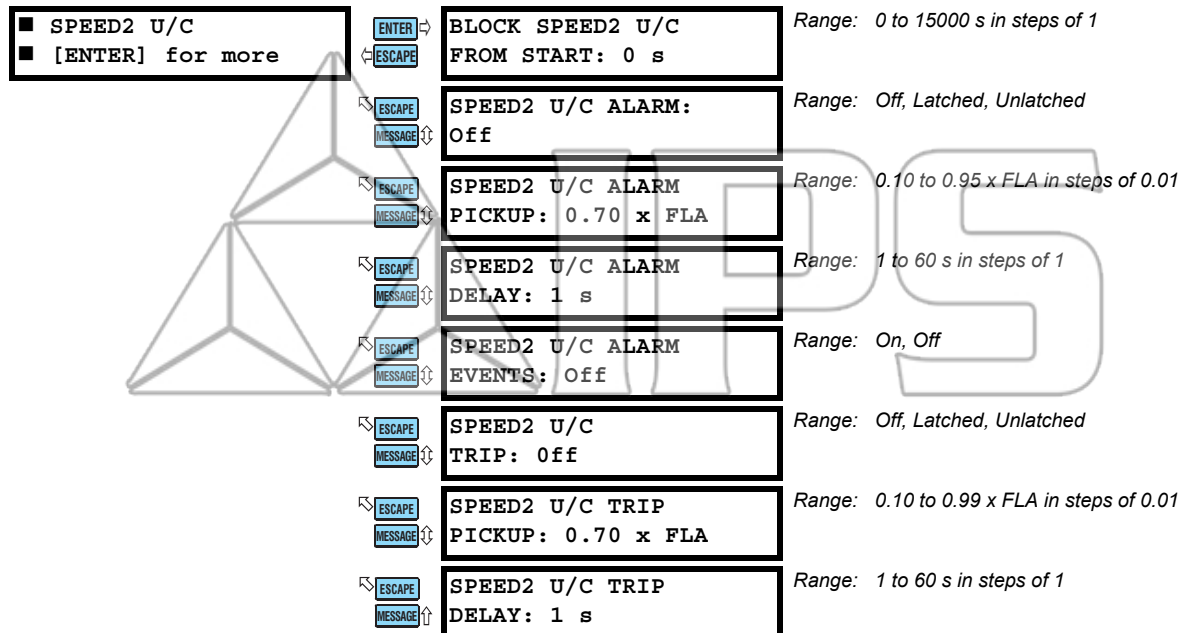 ■ SPEED2 U/C
■ [ENTER] for more
ENTER BLOCK SPEED2 U/C Range: 0 to 15000 s in steps of 1
ESCAPE FROM START: 0 s
ESCAPE SPEED2 U/C ALARM: Range: Off, Latched, Unlatched
MESSAGE Off
ESCAPE SPEED2 U/C ALARM Range: 0.10 to 0.95 x FLA in steps of 0.01
MESSAGE PICKUP: 0.70 x FLA
ESCAPE SPEED2 U/C ALARM Range: 1 to 60 s in steps of 1
MESSAGE DELAY: 1 s
ESCAPE SPEED2 U/C ALARM Range: On, Off
MESSAGE EVENTS: Off
ESCAPE SPEED2 U/C Range: Off, Latched, Unlatched
MESSAGE TRIP: Off
ESCAPE SPEED2 U/C TRIP Range: 0.10 to 0.99 x FLA in steps of 0.01
MESSAGE PICKUP: 0.70 x FLA
ESCAPE SPEED2 U/C TRIP Range: 1 to 60 s in steps of 1
MESSAGE DELAY: 1 s
IPS